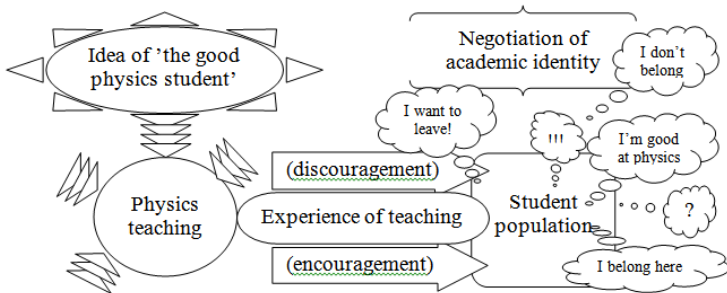 Idea of ’the good
physics student’
Negotiation of
academic identity
I don’t
belong
I want to
leave!
!!!
I’m good
at physics
(discouragement)
Physics
teaching
Experience of teaching
Student
population
?
(encouragement)
I belong here